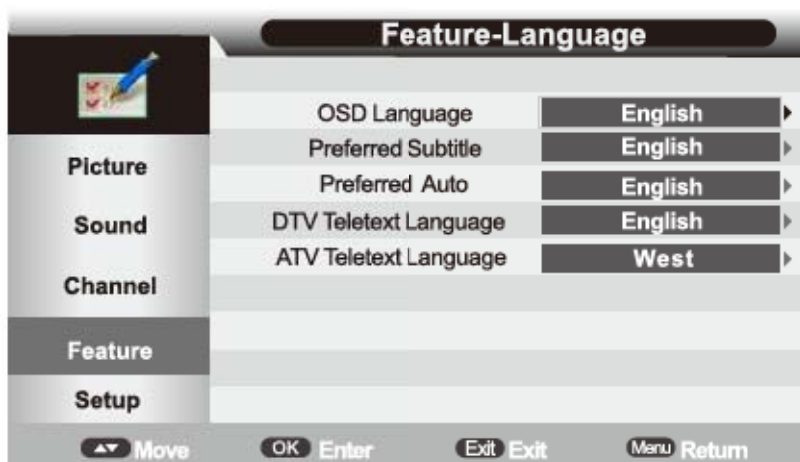 Feature-Language
OSD Language English
Preferred Subtitle English
Preferred Auto English
DTV Teletext Language English
ATV Teletext Language West
Picture
Sound
Channel
Feature
Setup
Move OK Enter Exit Exit Menu Return